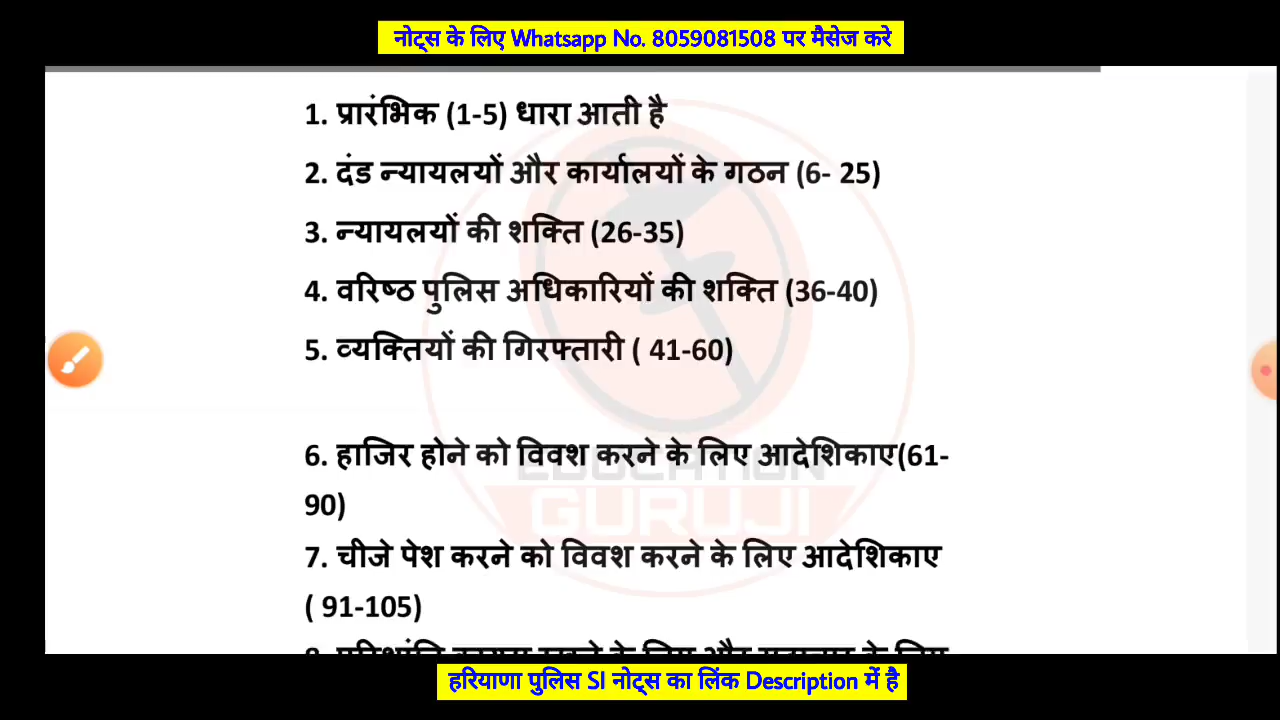 नोट्स के लिए Whatsapp No. 8059081508 पर मैसेज करे
1. प्रारंभिक (1-5) धारा आती है
2. दंड न्यायलयों और कार्यालयों के गठन (6- 25)
3. न्यायलयों की शक्ति (26-35)
4. वरिष्ठ पुलिस अधिकारियों की शक्ति (36-40)
5. व्यक्तियों की गिरफ्तारी ( 41-60)
6. हाजिर होने को विवश करने के लिए आदेशिकाए(61-
90)
EDUCATION
GURUJI
7. चीजे पेश करने को विवश करने के लिए आदेशिकाए
( 91-105)
हरियाणा पुलिस SI नोट्स का लिंक Description में है